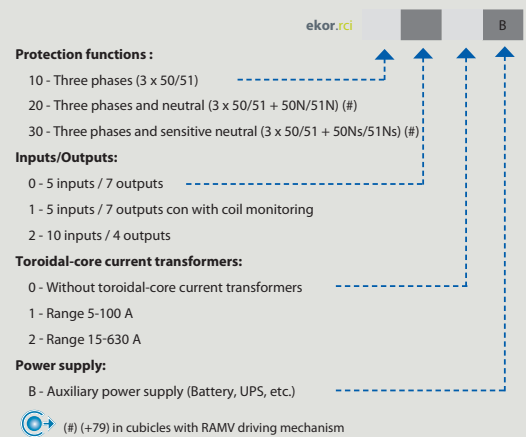 ekor.rci B
Protection functions :
10 - Three phases (3 x 50/51)
20 - Three phases and neutral (3 x 50/51 + 50N/51N) (#)
30 - Three phases and sensitive neutral (3 x 50/51 + 50Ns/51Ns) (#)
Inputs/Outputs:
0 - 5 inputs / 7 outputs
1 - 5 inputs / 7 outputs con with coil monitoring
2 - 10 inputs / 4 outputs
Toroidal-core current transformers:
0 - Without toroidal-core current transformers
1 - Range 5-100 A
2 - Range 15-630 A
Power supply:
B - Auxiliary power supply (Battery, UPS, etc.)
(#) (+79) in cubicles with RAMV driving mechanism